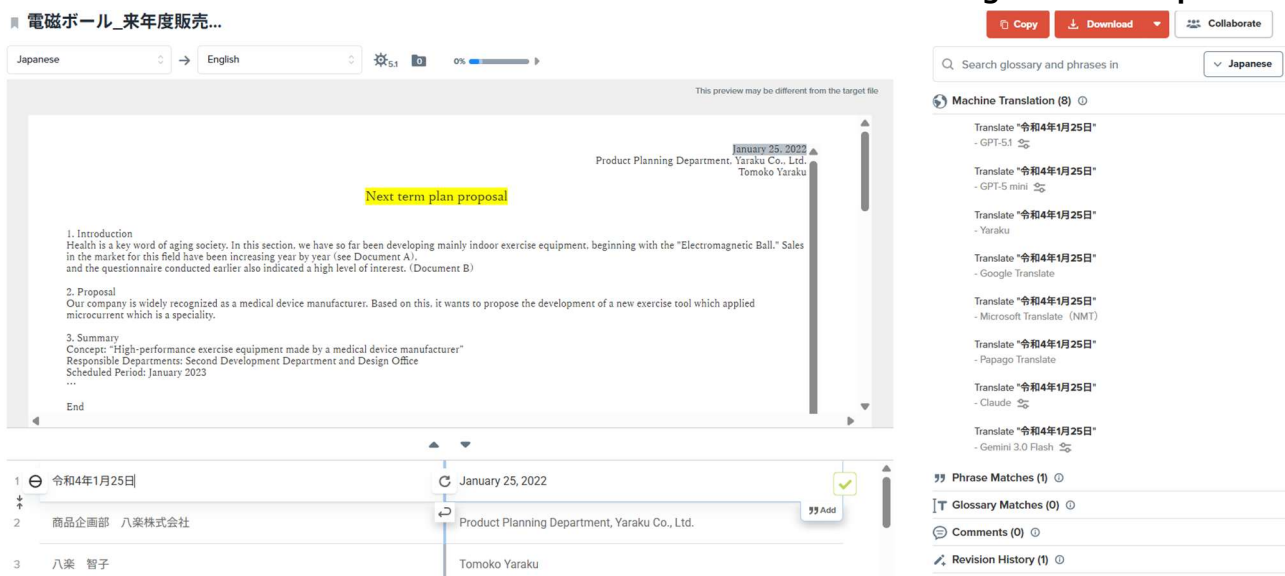 電磁ボール_来年度販売...
Copy
Download
Collaborate
Japanese
English
5.1
0
0%
Search glossary and phrases in
Japanese
This preview may be different from the target file
January 25, 2022
Product Planning Department, Yaraku Co., Ltd.
Tomoko Yaraku
Next term plan proposal
1. Introduction
Health is a key word of aging society. In this section, we have so far been developing mainly indoor exercise equipment, beginning with the "Electromagnetic Ball." Sales
in the market for this field have been increasing year by year (see Document A),
and the questionnaire conducted earlier also indicated a high level of interest. (Document B)
2. Proposal
Our company is widely recognized as a medical device manufacturer. Based on this, it wants to propose the development of a new exercise tool which applied
microcurrent which is a speciality.
3. Summary
Concept: "High-performance exercise equipment made by a medical device manufacturer"
Responsible Departments: Second Development Department and Design Office
Scheduled Period: January 2023
…
End
1
令和4年1月25日
January 25, 2022
Add
2
商品企画部 八楽株式会社
Product Planning Department, Yaraku Co., Ltd.
3
八楽 智子
Tomoko Yaraku
Machine Translation (8)
Translate "令和4年1月25日"
- GPT-5.1
Translate "令和4年1月25日"
- GPT-5 mini
Translate "令和4年1月25日"
- Yaraku
Translate "令和4年1月25日"
- Google Translate
Translate "令和4年1月25日"
- Microsoft Translate（NMT）
Translate "令和4年1月25日"
- Papago Translate
Translate "令和4年1月25日"
- Claude
Translate "令和4年1月25日"
- Gemini 3.0 Flash
Phrase Matches (1)
Glossary Matches (0)
Comments (0)
Revision History (1)